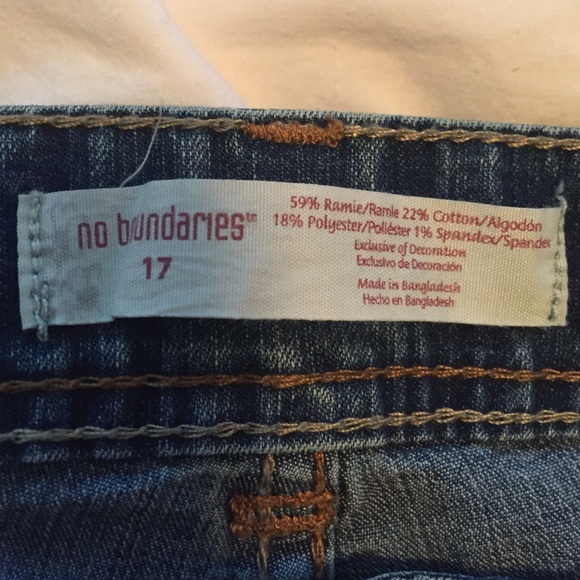 no boundaries™
17
59% Ramie/Ramie 22% Cotton/Algodón
18% Polyester/Poliéster 1% Spandex/Spandex
Exclusive of Decoration
Exclusivo de Decoración
Made in Bangladesh
Hecho en Bangladesh